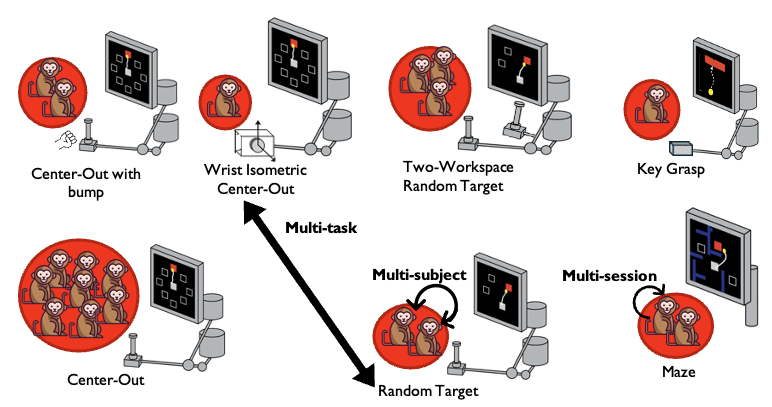 Center-Out with
bump
Wrist Isometric
Center-Out
Two-Workspace
Random Target
Key Grasp
Multi-task
Multi-subject
Multi-session
Center-Out
Random Target
Maze